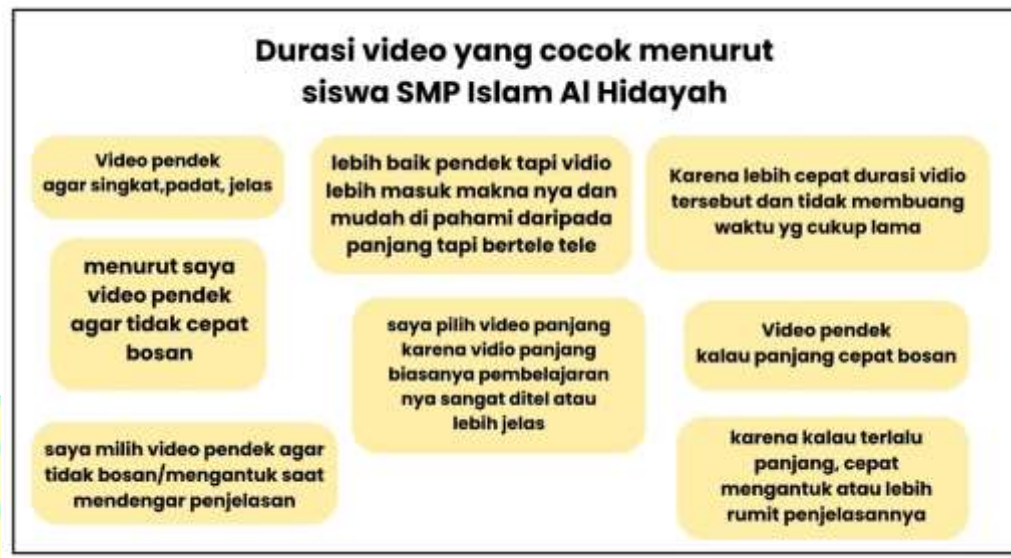 Durasi video yang cocok menurut
siswa SMP Islam Al Hidayah
Video pendek
agar singkat,padat, jelas
lebih baik pendek tapi vidio
lebih masuk makna nya dan
mudah di pahami daripada
panjang tapi bertele tele
Karena lebih cepat durasi vidio
tersebut dan tidak membuang
waktu yg cukup lama
menurut saya
video pendek
agar tidak cepat
bosan
saya pilih video panjang
karena vidio panjang
biasanya pembelajaran
nya sangat ditel atau
lebih jelas
Video pendek
kalau panjang cepat bosan
saya milih video pendek agar
tidak bosan/mengantuk saat
mendengar penjelasan
karena kalau terlalu
panjang, cepat
mengantuk atau lebih
rumit penjelasannya